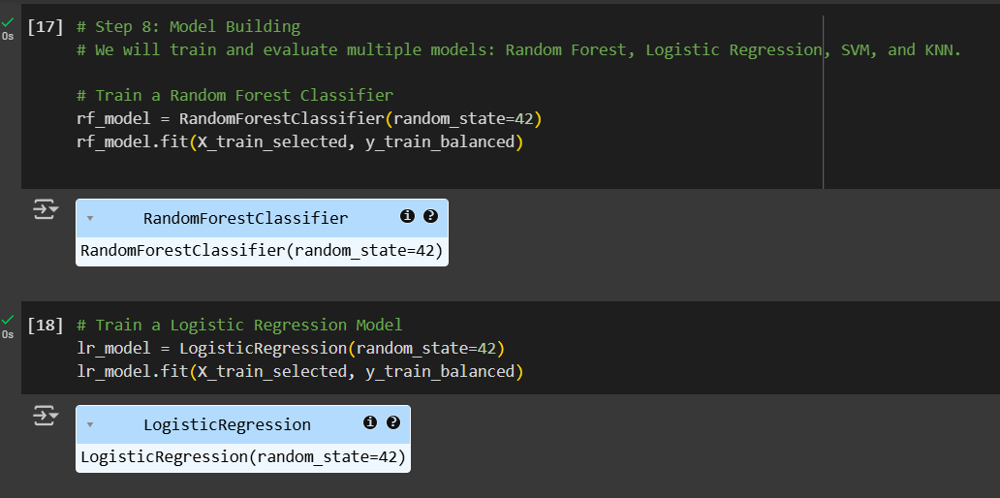 [17] # Step 8: Model Building
# We will train and evaluate multiple models: Random Forest, Logistic Regression, SVM, and KNN.
# Train a Random Forest Classifier
rf_model = RandomForestClassifier(random_state=42)
rf_model.fit(X_train_selected, y_train_balanced)
0s
RandomForestClassifier
RandomForestClassifier(random_state=42)
[18] # Train a Logistic Regression Model
0s
lr_model = LogisticRegression(random_state=42)
lr_model.fit(X_train_selected, y_train_balanced)
LogisticRegression
LogisticRegression(random_state=42)